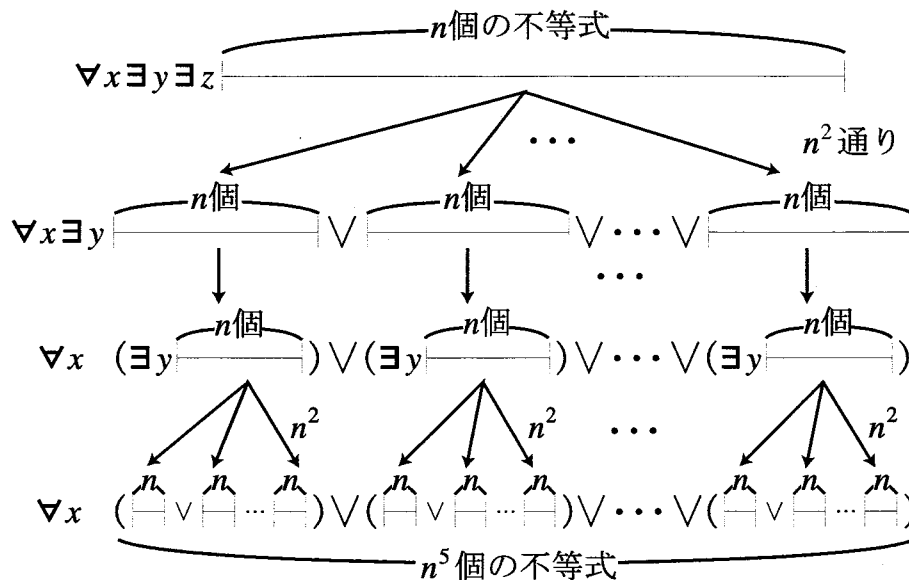 n個の不等式
∀x∃y∃z
n²通り
n個 n個 n個
∀x∃y ∨ ∨ ・・・ ∨
n個 n個 n個
∀x (∃y )∨(∃y )∨・・・∨(∃y )
n² n² n²
n n n n n n n n n
∀x ( ∨ ... )∨( ∨ ... )∨・・・∨( ∨ ... )
n⁵個の不等式